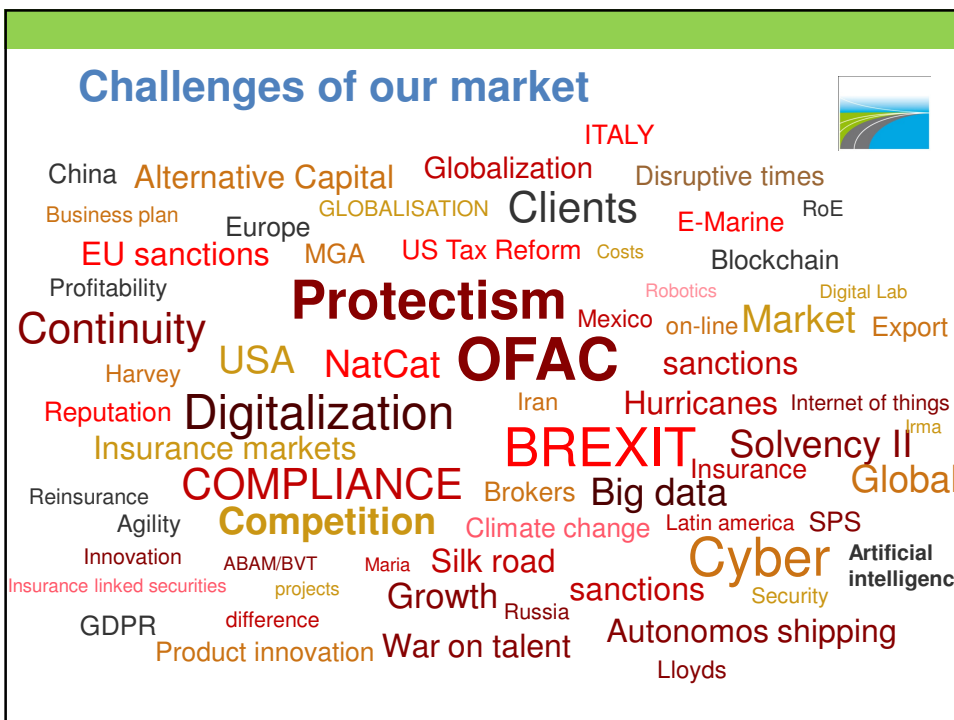 Challenges of our market
ITALY
China Alternative Capital Globalization Disruptive times
Business plan Europe GLOBALISATION Clients E-Marine RoE
EU sanctions MGA US Tax Reform Costs Blockchain
Profitability Protectism Robotics Digital Lab
Continuity Mexico on-line Market Export
Harvey USA NatCat OFAC sanctions
Reputation Digitalization Iran Hurricanes Internet of things
Irma
Insurance markets BREXIT Solvency II
Insurance
Reinsurance COMPLIANCE Brokers Big data Global
Agility Competition Climate change Latin america SPS
Innovation ABAM/BVT Maria Silk road Cyber Artificial
intelligenc
Insurance linked securities projects Growth sanctions Security
GDPR difference Russia
Product innovation War on talent Autonomos shipping
Lloyds